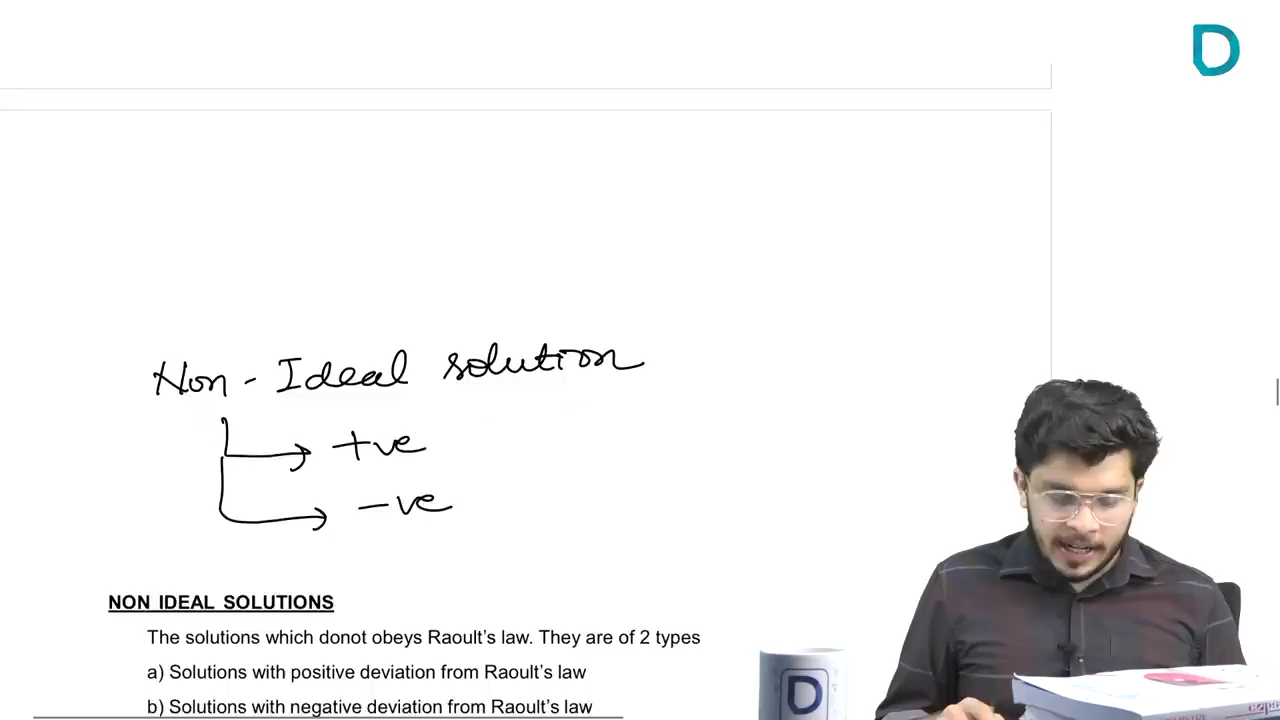 D
Non - Ideal solution
+ve
-ve
NON IDEAL SOLUTIONS
The solutions which donot obeys Raoult's law. They are of 2 types
a) Solutions with positive deviation from Raoult's law
b) Solutions with negative deviation from Raoult's law
D